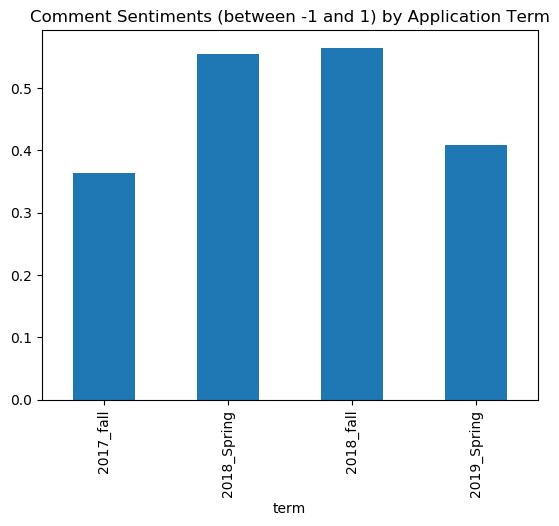 Comment Sentiments (between -1 and 1) by Application Term
0.5
0.4
0.3
0.2
0.1
0.0
2017_fall
2018_Spring
2018_fall
2019_Spring
term